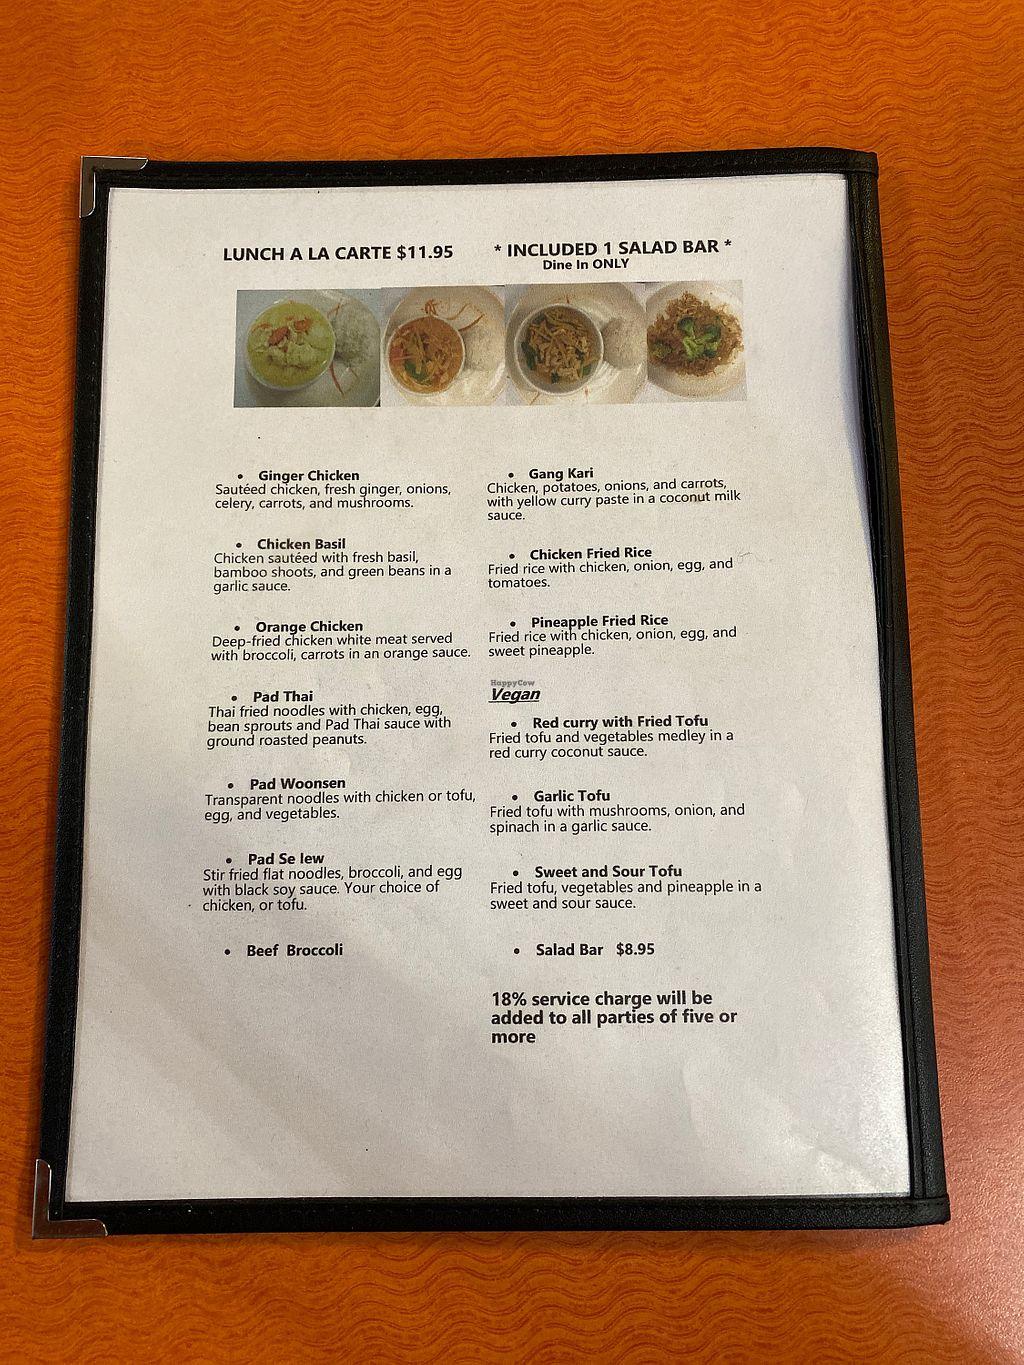 LUNCH A LA CARTE $11.95
* INCLUDED 1 SALAD BAR *
Dine In ONLY
• Ginger Chicken
Sautéed chicken, fresh ginger, onions,
celery, carrots, and mushrooms.
• Chicken Basil
Chicken sautéed with fresh basil,
bamboo shoots, and green beans in a
garlic sauce.
• Orange Chicken
Deep-fried chicken white meat served
with broccoli, carrots in an orange sauce.
• Pad Thai
Thai fried noodles with chicken, egg,
bean sprouts and Pad Thai sauce with
ground roasted peanuts.
• Pad Woonsen
Transparent noodles with chicken or tofu,
egg, and vegetables.
• Pad Se Iew
Stir fried flat noodles, broccoli, and egg
with black soy sauce. Your choice of
chicken, or tofu.
• Beef Broccoli
• Gang Kari
Chicken, potatoes, onions, and carrots,
with yellow curry paste in a coconut milk
sauce.
• Chicken Fried Rice
Fried rice with chicken, onion, egg, and
tomatoes.
• Pineapple Fried Rice
Fried rice with chicken, onion, egg, and
sweet pineapple.
HappyCow
Vegan
• Red curry with Fried Tofu
Fried tofu and vegetables medley in a
red curry coconut sauce.
• Garlic Tofu
Fried tofu with mushrooms, onion, and
spinach in a garlic sauce.
• Sweet and Sour Tofu
Fried tofu, vegetables and pineapple in a
sweet and sour sauce.
• Salad Bar $8.95
18% service charge will be
added to all parties of five or
more